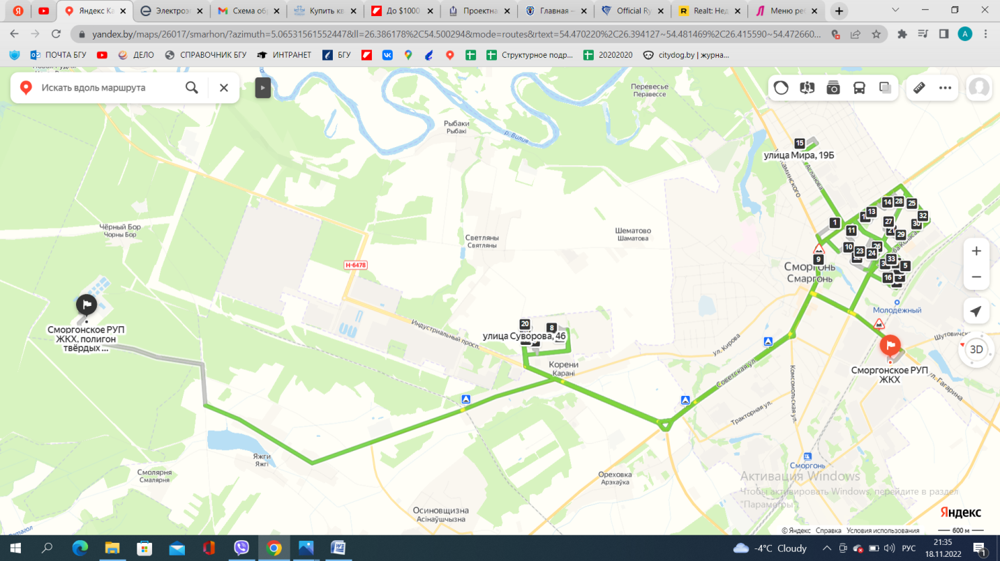 Яндекс Ка
Электроэ
Схема об
Купить кв
До $1000
Проектна
Главная –
Official Ry
Realt: Нед
Меню ре
yandex.by/maps/26017/smarhon/?azimuth=5.06531561552447&ll=26.386178%2C54.500294&mode=routes&rtext=54.470220%2C26.394127~54.481469%2C26.415590~54.472660...
ПОЧТА БГУ
ДЕЛО
СПРАВОЧНИК БГУ
ИНТРАНЕТ
БГУ
Структурное подр...
20202020
citydog.by | журна...
Искать вдоль маршрута
Перевесье
Перавессе
Рыбаки
Рыбакі
р. Вилия
15
улица Мира, 19Б
Каминского
Асланова
14
28
25
13
32
1
27
11
29
10
23
26
24
9
33
5
16
3
Чёрный Бор
Чорны Бор
Светляны
Святляны
Шематово
Шаматова
Н-6478
Сморгонь
Смаргонь
Молодежный
Сморгонское РУП
ЖКХ, полигон
твёрдых ...
20
8
улица Суворова, 46
Индустриальный просп.
Корени
Карані
ул. Кирова
Советская ул.
Шутовичск
3D
Сморгонское РУП
ЖКХ
ул. Гагарина
Комсомольская ул.
Тракторная ул.
Яжги
Яжгі
Смолярня
Смалярня
Сморгонь
Ореховка
Арэхаўка
Осиновщизна
Асінаўшчызна
Активация Windows
Чтобы активировать Windows, перейдите в раздел
"Параметры".
Яндекс
© Яндекс Справка Условия использования
600 м
-4°C Cloudy
РУС
21:35
18.11.2022